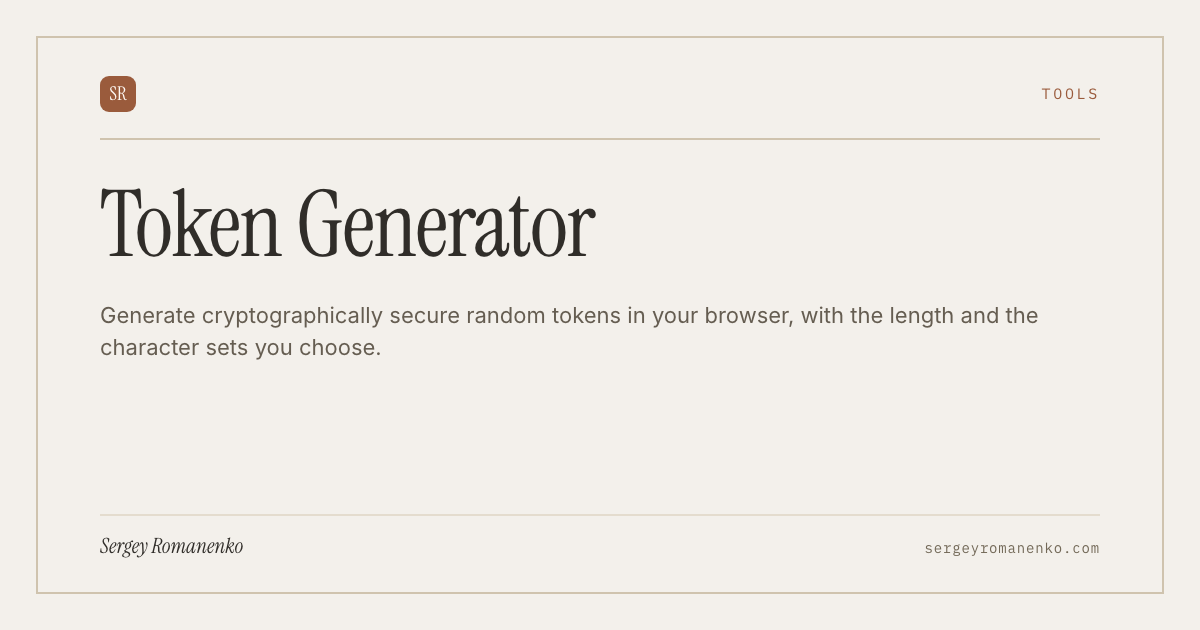 SR
TOOLS
Token Generator
Generate cryptographically secure random tokens in your browser, with the length and the
character sets you choose.
Sergey Romanenko
sergeyromanenko.com